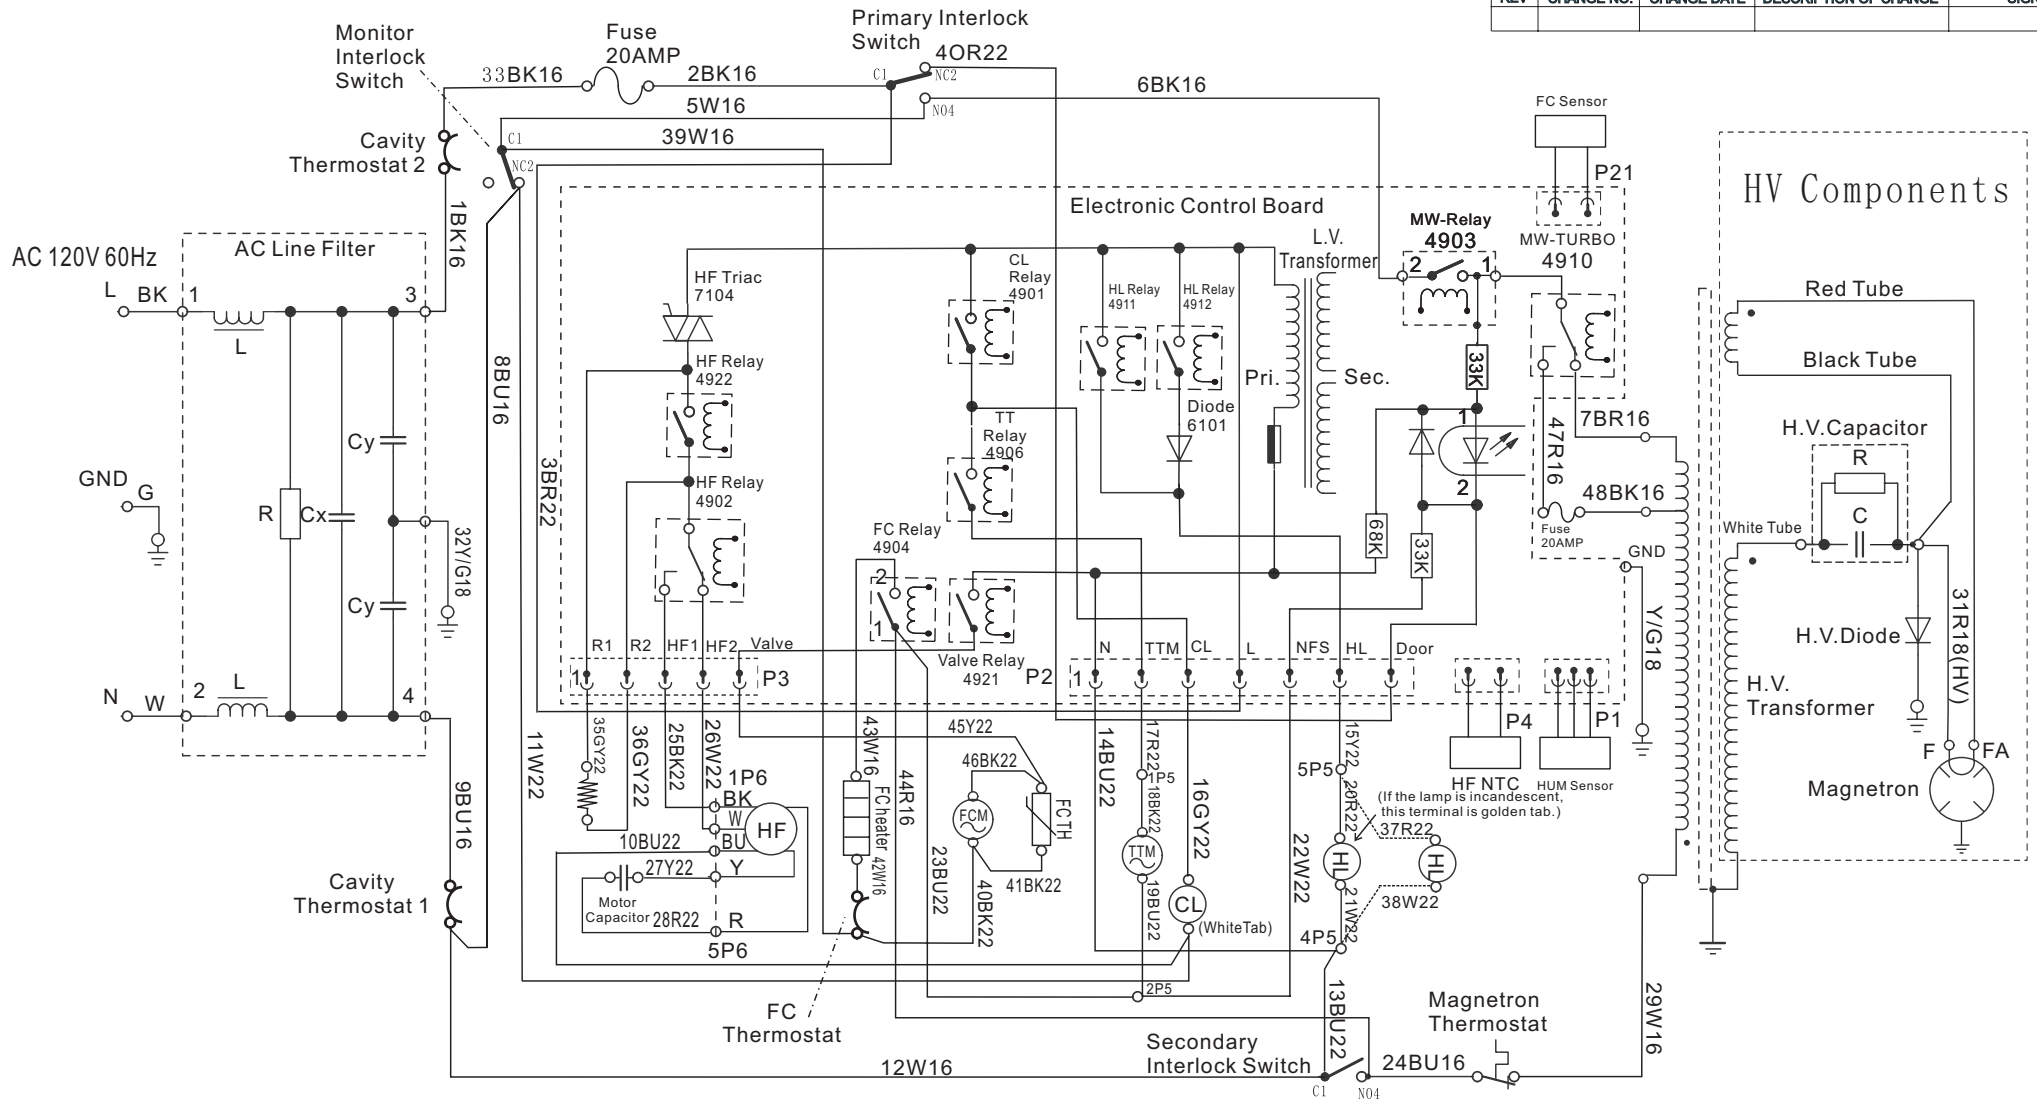 REV CHANGE NO. CHANGE DATE DESCRIPTION OF CHANGE
Primary Interlock
Switch
4OR22
C1
NC2
NO4
Monitor
Interlock
Switch
Fuse
20AMP
33BK16
2BK16
5W16
39W16
6BK16
C1
NC2
Cavity
Thermostat 2
1BK16
FC Sensor
P21
HV Components
AC Line Filter
AC 120V 60Hz
L
BK
1
3
L
Cy
GND
G
R
Cx
32Y/G18
Cy
N
W
2
L
4
8BU16
3BR22
11W22
9BU16
Cavity
Thermostat 1
Electronic Control Board
HF Triac
7104
HF Relay
4922
HF Relay
4902
CL
Relay
4901
TT
Relay
4906
HL Relay
4911
HL Relay
4912
Diode
6101
L.V.
Transformer
Pri.
Sec.
MW-Relay
4903
2
1
MW-TURBO
4910
33K
1
2
68K
33K
47R16
7BR16
48BK16
Fuse
20AMP
GND
Y/G18
FC Relay
4904
2
1
Valve Relay
4921
R1
R2
HF1
HF2
Valve
1
P3
P2
1
N
TTM
CL
L
NFS
HL
Door
P4
P1
HF NTC
HUM Sensor
35GY22
36GY22
25BK22
26W22
1P6
BK
W
BU
Y
R
HF
10BU22
27Y22
Motor
Capacitor
28R22
5P6
43W16
FC heater
42W16
44R16
23BU22
45Y22
46BK22
FCM
FCTH
41BK22
40BK22
FC
Thermostat
14BU22
17R22
1P5
18BK22
TTM
19BU22
2P5
16GY22
CL
(WhiteTab)
22W22
15Y22
5P5
20R22
(If the lamp is incandescent,
this terminal is golden tab.)
37R22
HL
HL
21W22
38W22
4P5
13BU22
12W16
Secondary
Interlock Switch
C1
NO4
24BU16
Magnetron
Thermostat
29W16
Red Tube
Black Tube
H.V.Capacitor
R
C
White Tube
H.V.Diode
31R18(HV)
H.V.
Transformer
F
FA
Magnetron